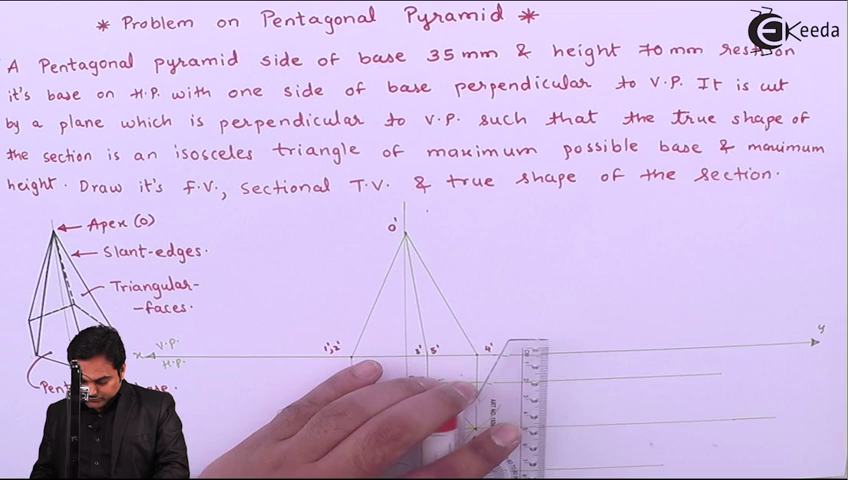 * Problem on Pentagonal Pyramid *
Keeda
A Pentagonal pyramid side of base 35 mm & height 70 mm rest on
it's base on H.P. with one side of base perpendicular to V.P. It is cut
by a plane which is perpendicular to V.P. such that the true shape of
the section is an isosceles triangle of maximum possible base & maximum
height. Draw it's F.V., Sectional T.V. & true shape of the section.
Apex (O)
Slant-edges.
Triangular-
-faces.
O'
x
V.P.
H.P.
1',2'
3'
5'
4'
y